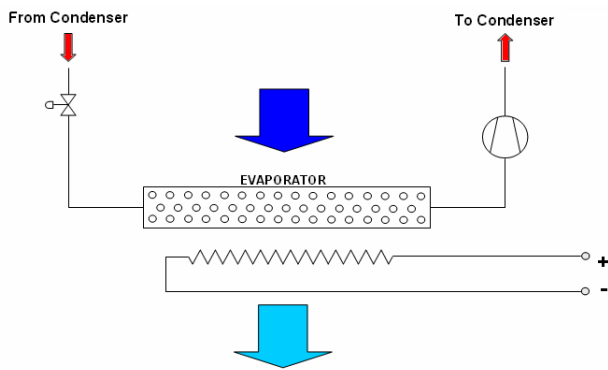 From Condenser
To Condenser
EVAPORATOR
+
-